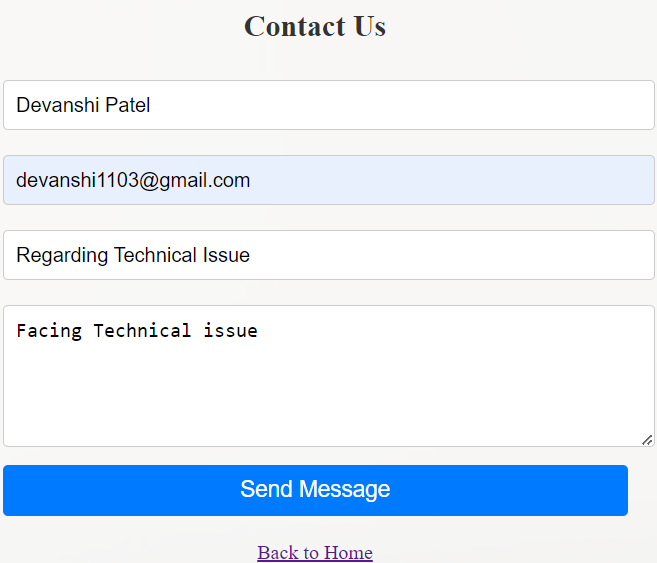 Contact Us
Devanshi Patel
devanshi1103@gmail.com
Regarding Technical Issue
Facing Technical issue
Send Message
Back to Home